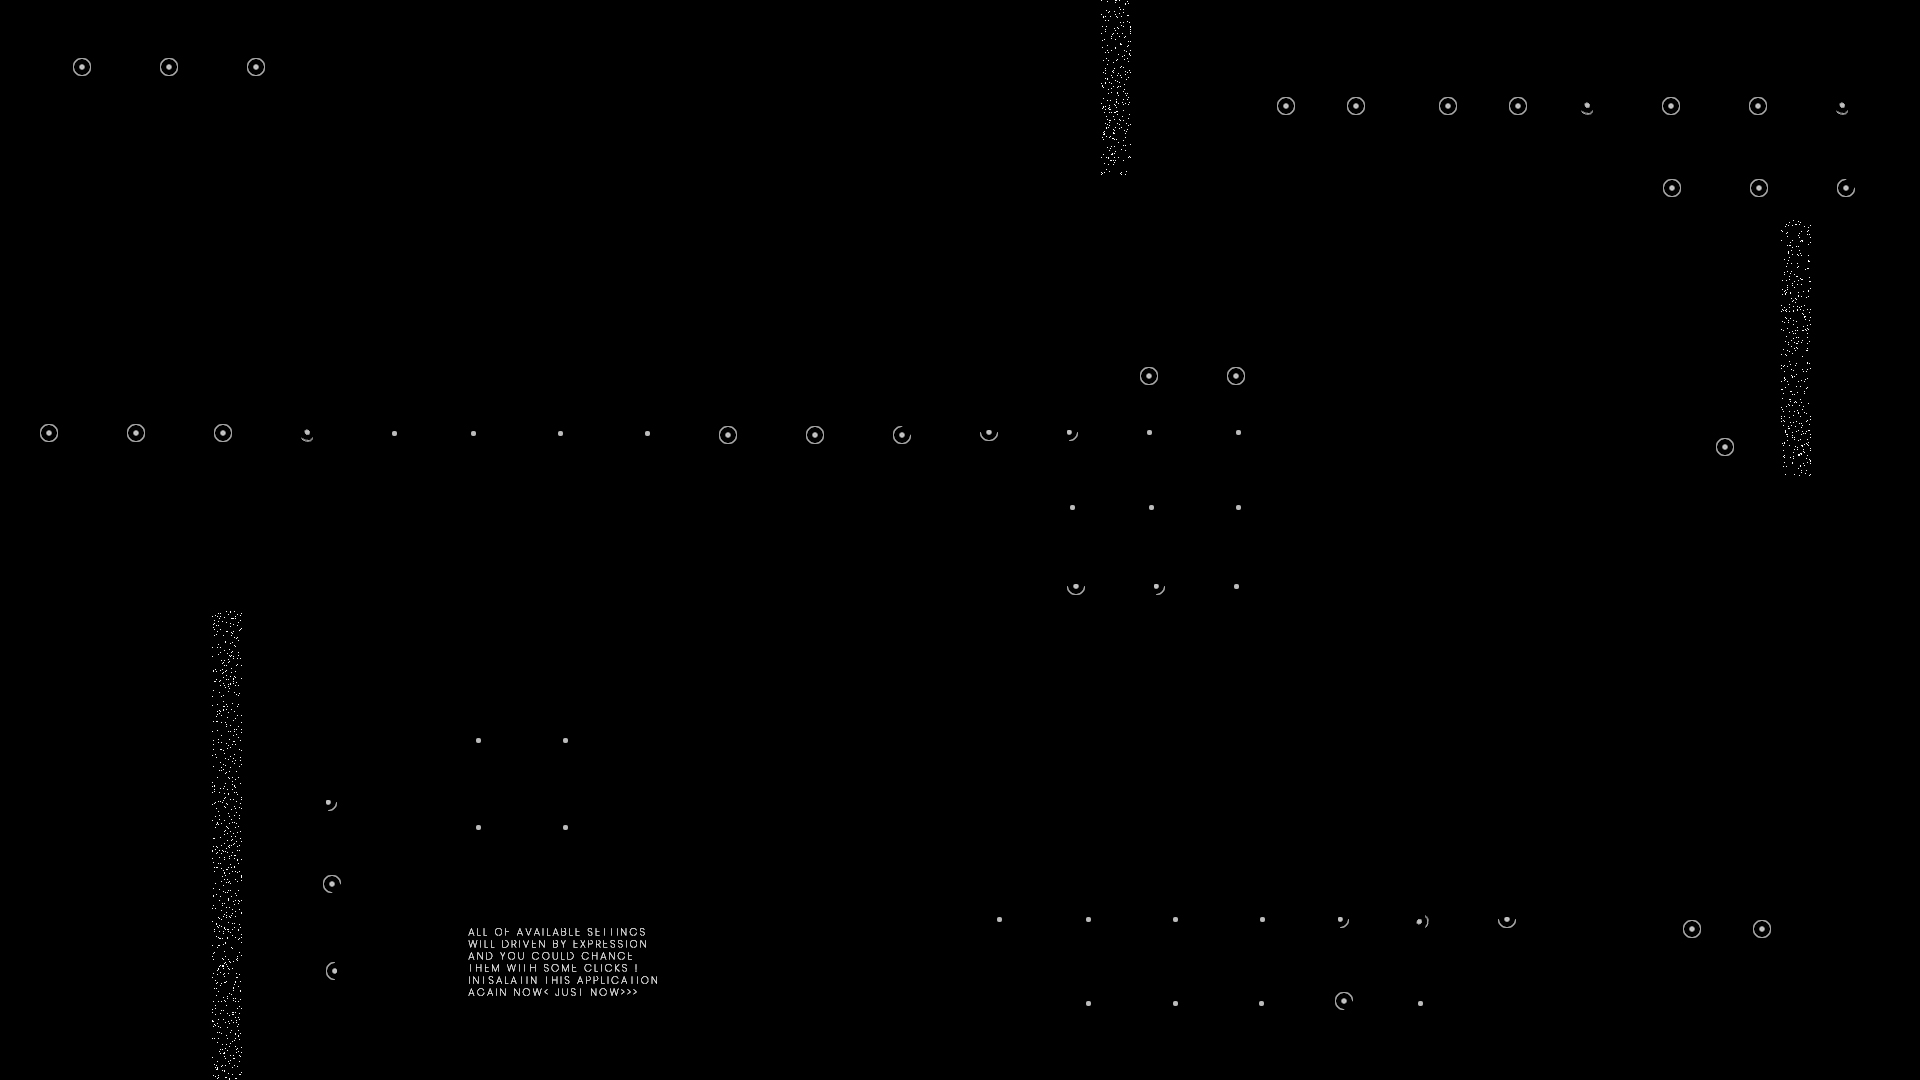 ALL OF AVAILABLE SETTINGS
WILL DRIVEN BY EXPRESSION
AND YOU COULD CHANGE
THEM WITH SOME CLICKS !
INTSALATIN THIS APPLICATION
AGAIN NOW< JUST NOW>>>